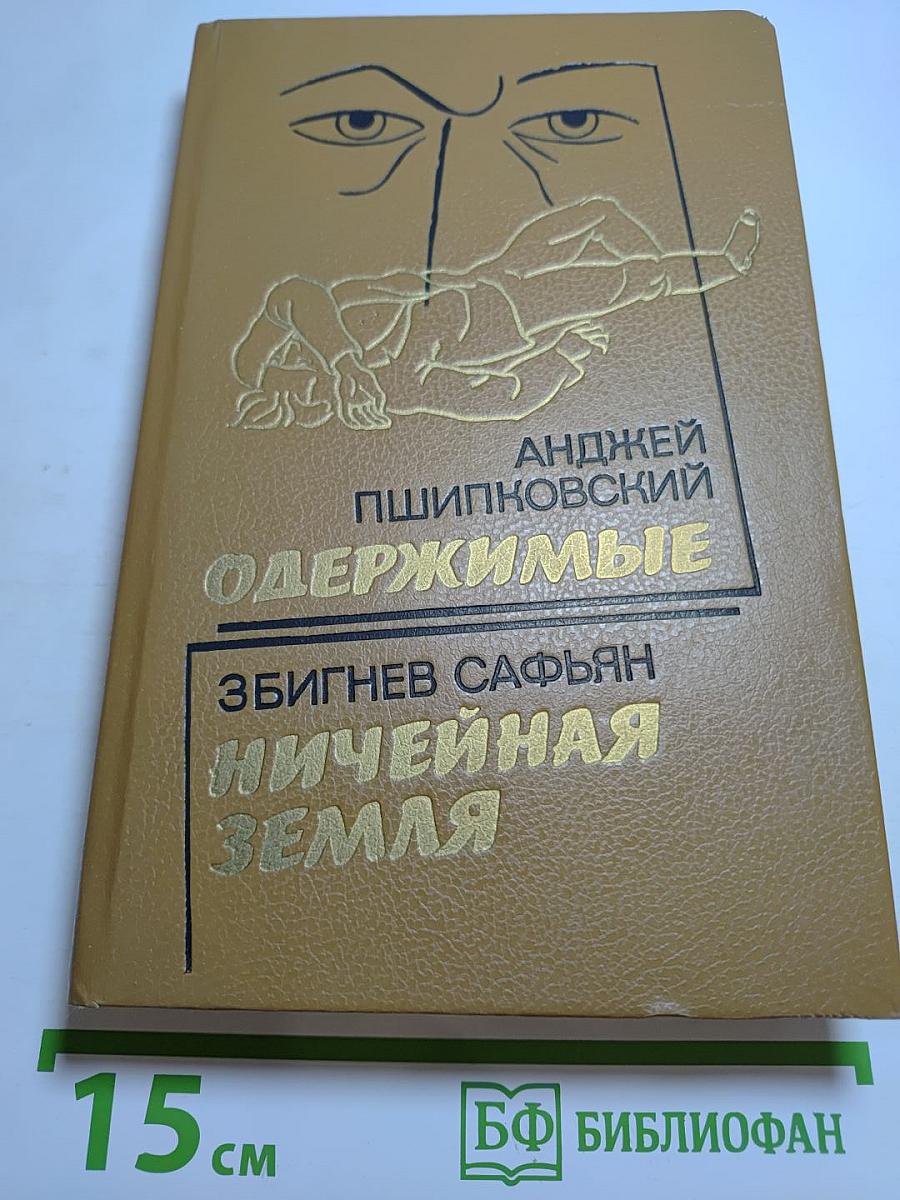 АНДЖЕЙ
ПШИПКОВСКИЙ
ОДЕРЖИМЫЕ
ЗБИГНЕВ САФЬЯН
НИЧЕЙНАЯ
ЗЕМЛЯ
15 см
БФ БИБЛИОФАН